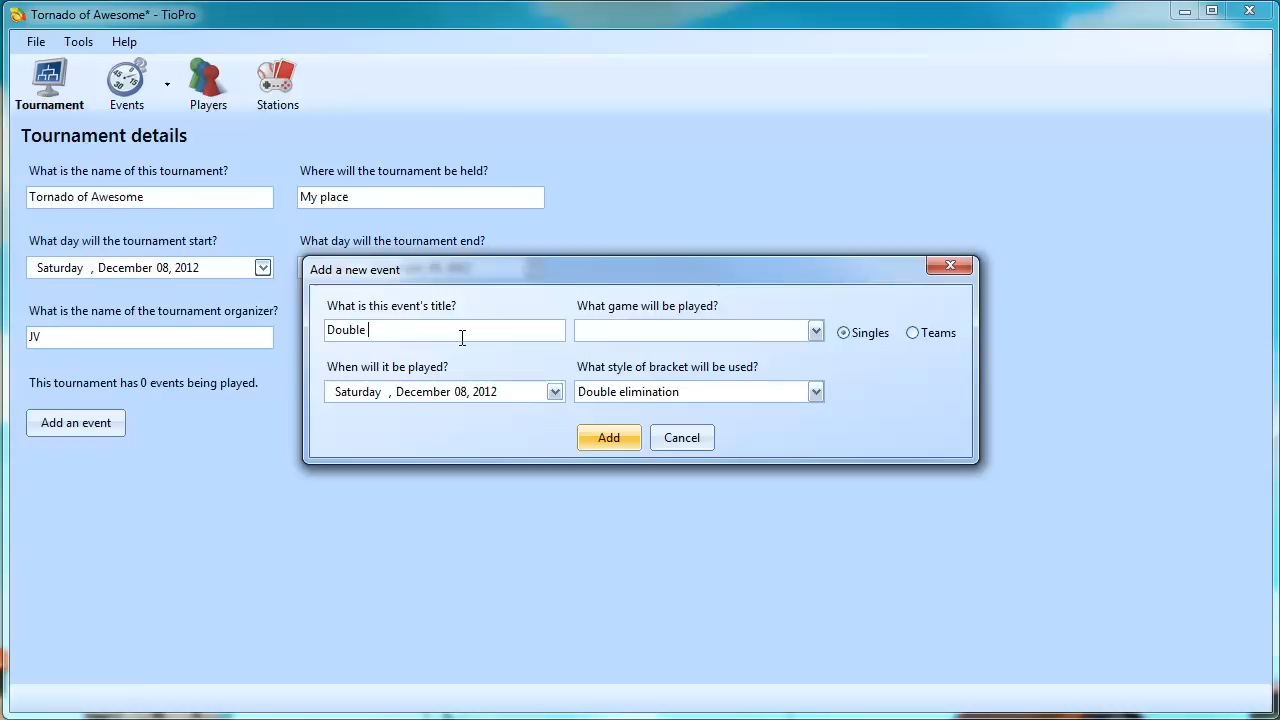 Tornado of Awesome* - TioPro
File Tools Help
Tournament Events Players Stations
Tournament details
What is the name of this tournament? Where will the tournament be held?
Tornado of Awesome My place
What day will the tournament start? What day will the tournament end?
Saturday , December 08, 2012
Add a new event
What is the name of the tournament organizer?
JV
This tournament has 0 events being played.
Add an event
What is this event's title? What game will be played?
Double
Singles Teams
When will it be played? What style of bracket will be used?
Saturday , December 08, 2012 Double elimination
Add Cancel